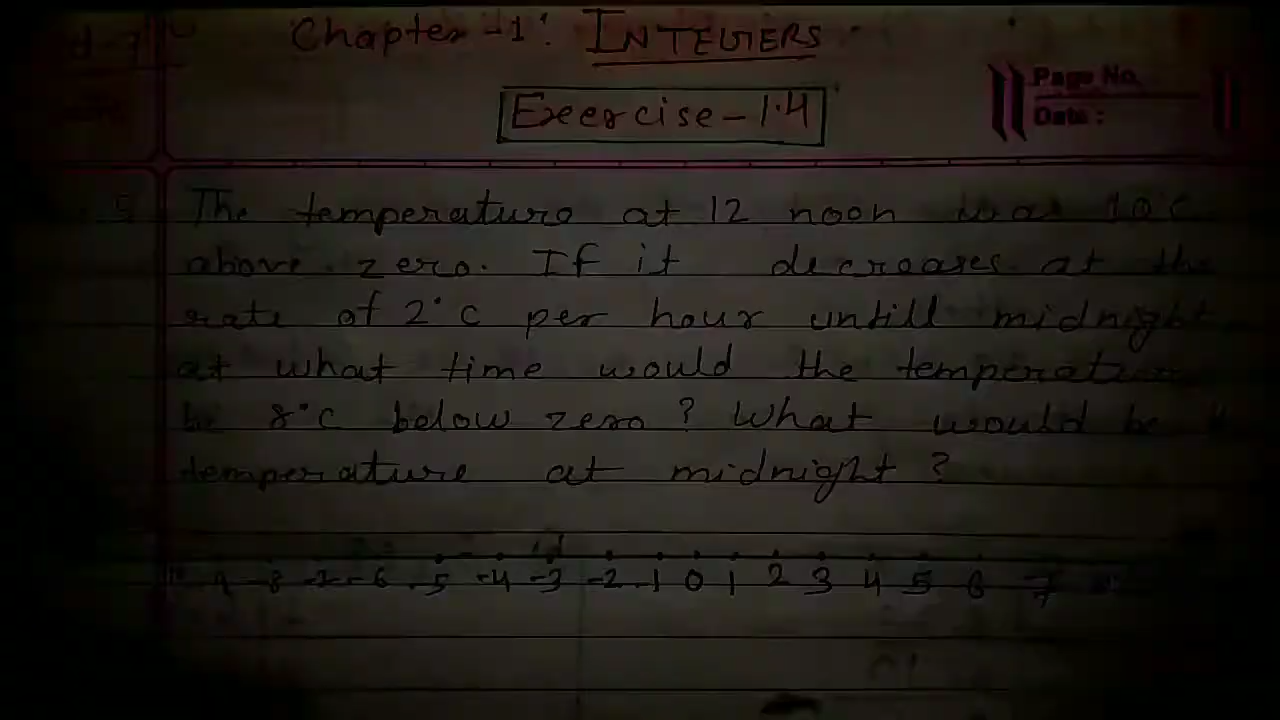 Chapter - 1: INTEGERS
Exercise - 1.4
Page No.
Date :
5 The temperature at 12 noon was 10°C
above zero. If it decreases at the
rate of 2°C per hour untill midnight
at what time would the temperature
be 8°C below zero? What would be
temperature at midnight?
-9 -8 -7 -6 -5 -4 -3 -2 -1 0 1 2 3 4 5 6 7